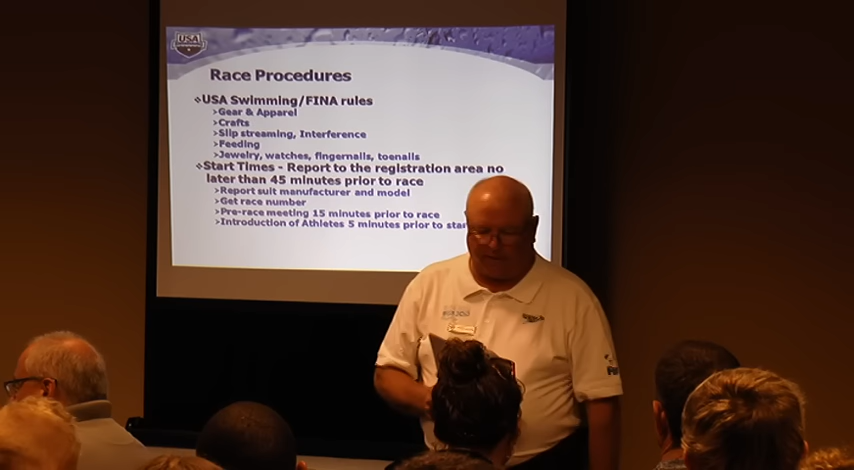 USA
Race Procedures
USA Swimming/FINA rules
Gear & Apparel
Crafts
Slip streaming, Interference
Feeding
Jewelry, watches, fingernails, toenails
Start Times - Report to the registration area no
later than 45 minutes prior to race
Report suit manufacturer and model
Get race number
Pre-race meeting 15 minutes prior to race
Introduction of Athletes 5 minutes prior to star
speedo